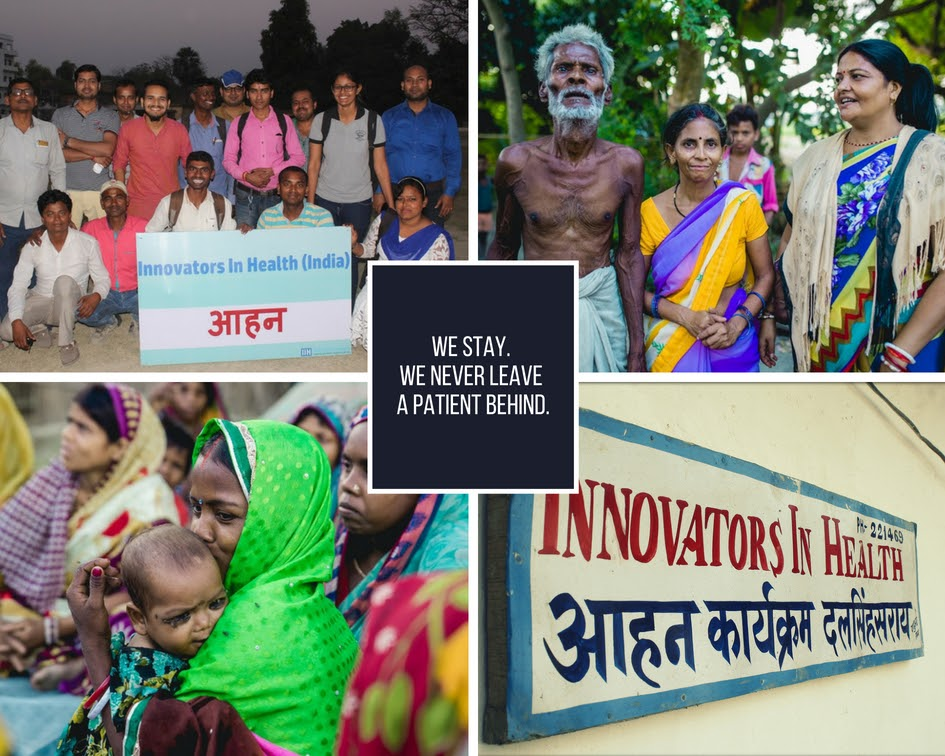 Innovators In Health (India)
आहन
IIH
WE STAY.
WE NEVER LEAVE
A PATIENT BEHIND.
PH- 221469
INNOVATORS IN HEALTH
आहन कार्यक्रम दलसिंहसराय